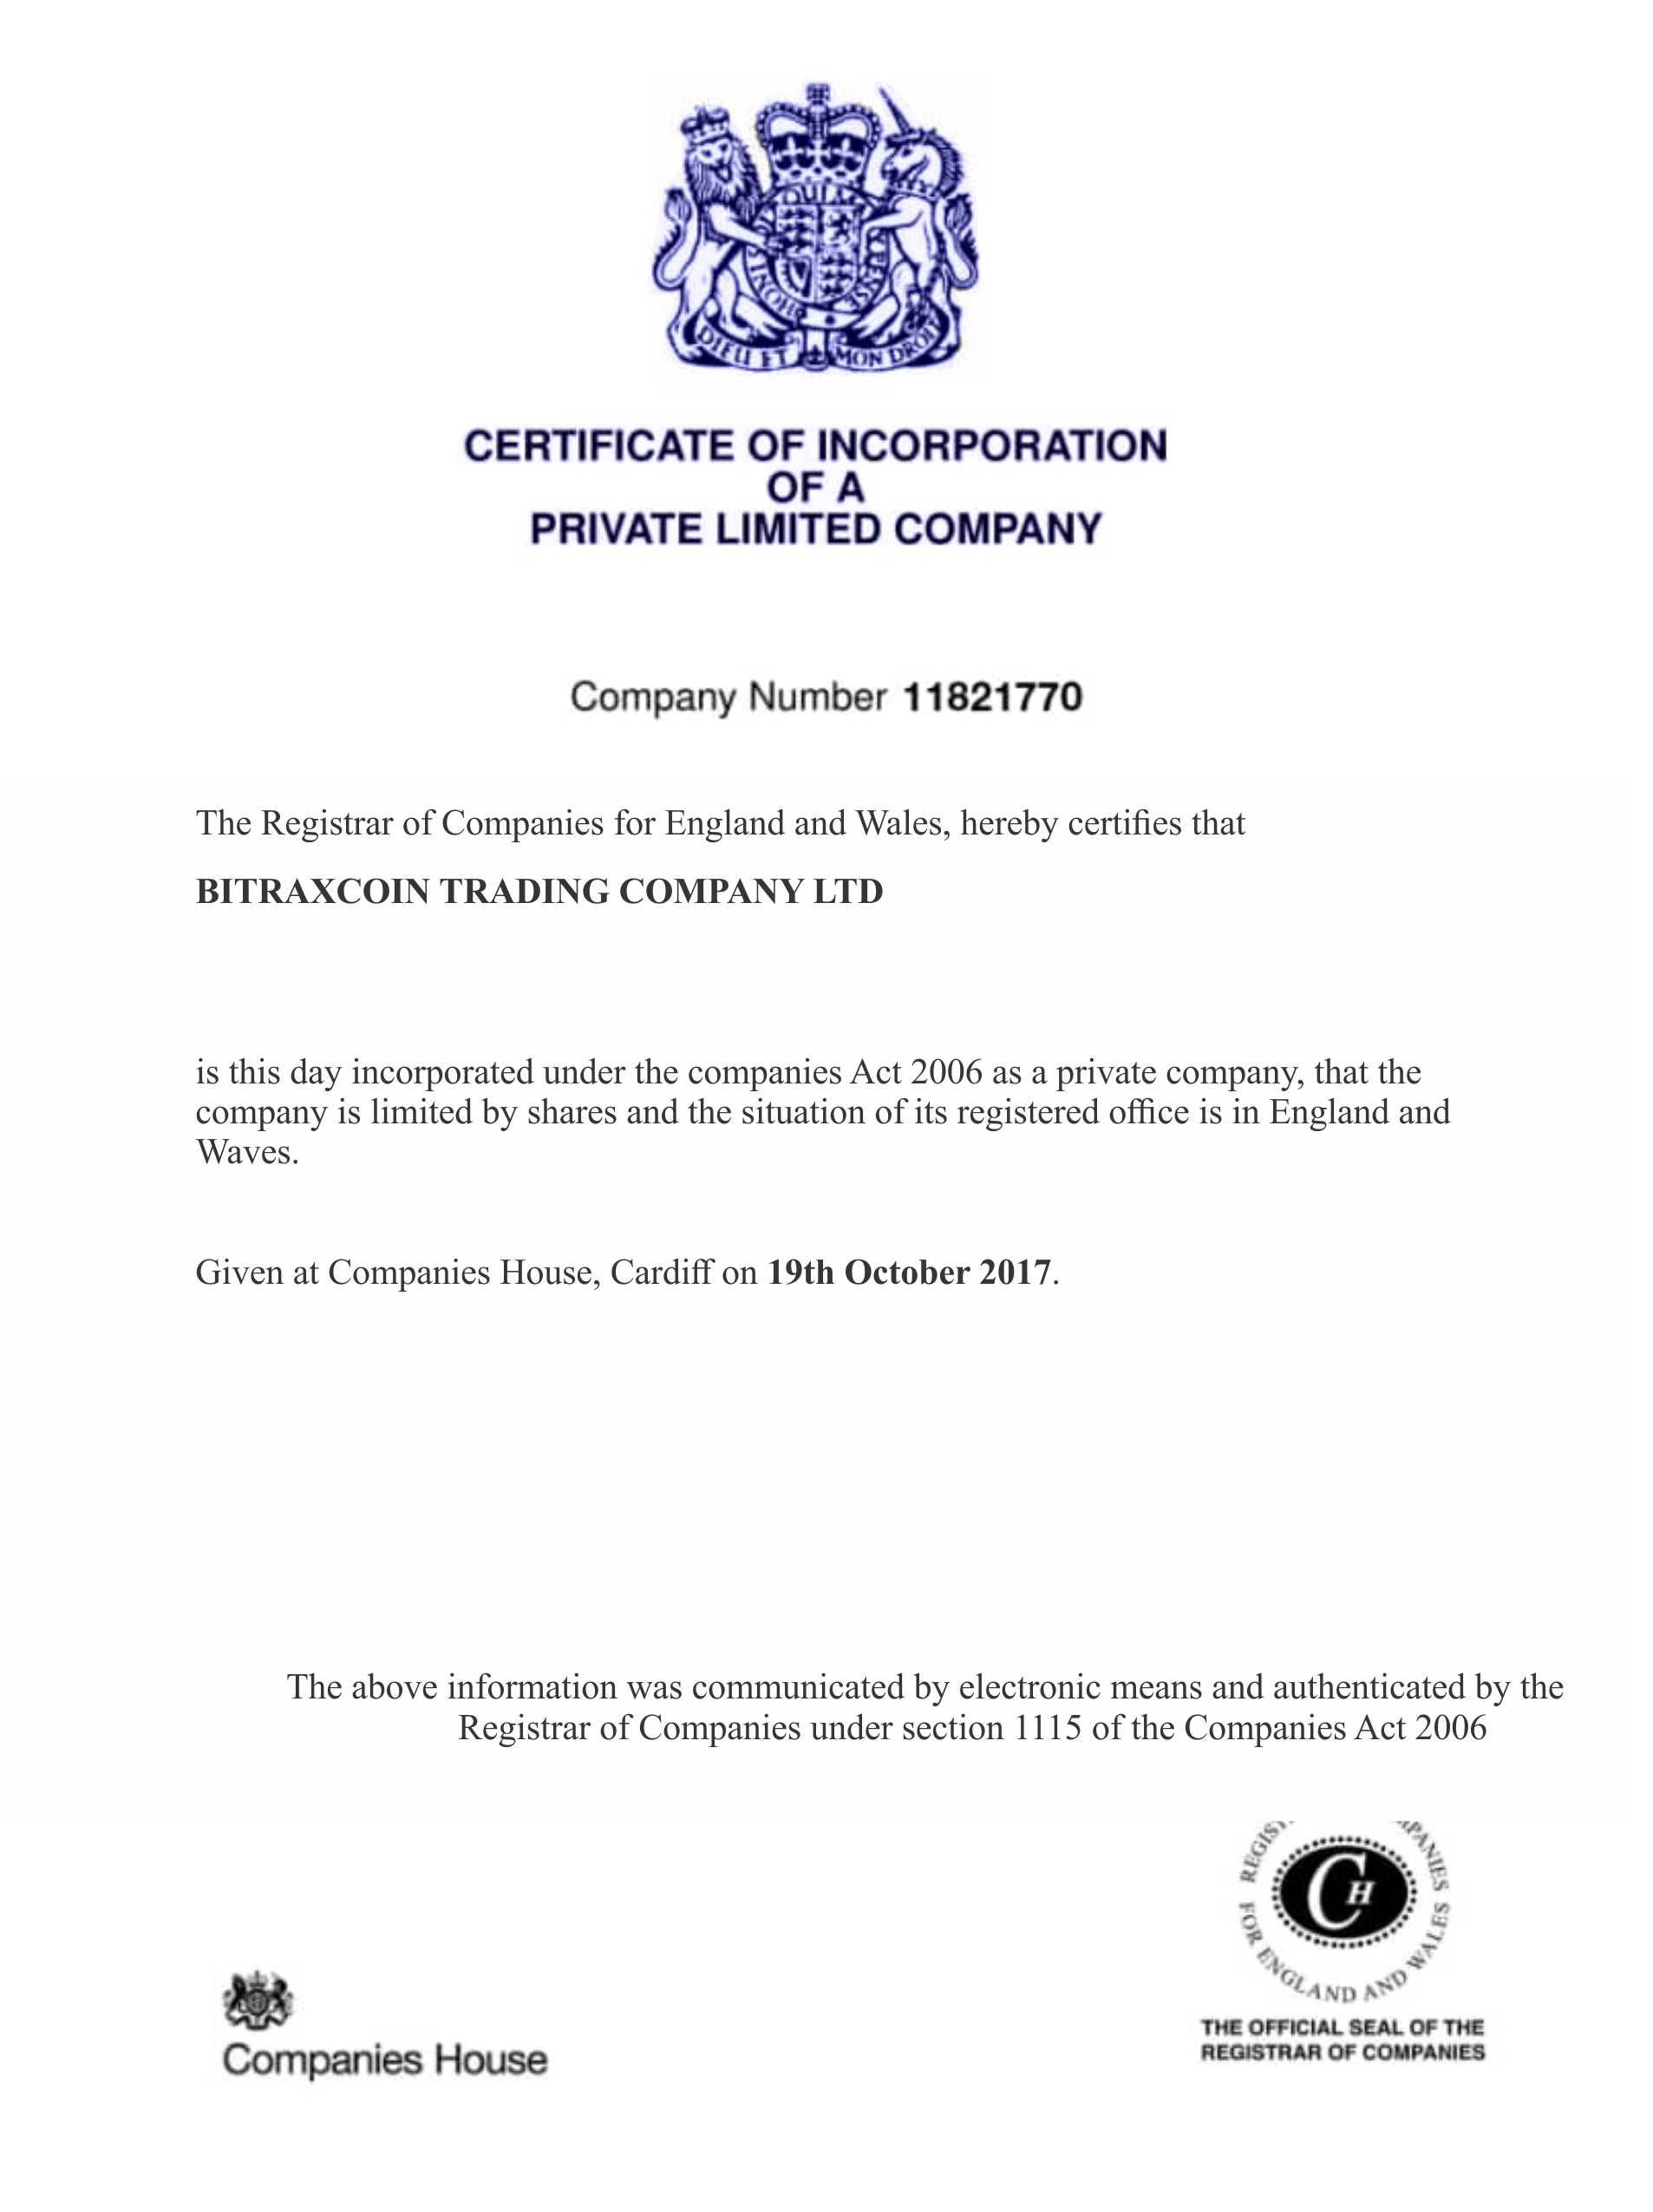 DIEU ET MON DROIT
CERTIFICATE OF INCORPORATION
OF A
PRIVATE LIMITED COMPANY
Company Number 11821770
The Registrar of Companies for England and Wales, hereby certifies that
BITRAXCOIN TRADING COMPANY LTD
is this day incorporated under the companies Act 2006 as a private company, that the
company is limited by shares and the situation of its registered office is in England and
Waves.
Given at Companies House, Cardiff on 19th October 2017.
The above information was communicated by electronic means and authenticated by the
Registrar of Companies under section 1115 of the Companies Act 2006
CH
FOR ENGLAND AND WALES
THE OFFICIAL SEAL OF THE
REGISTRAR OF COMPANIES
Companies House